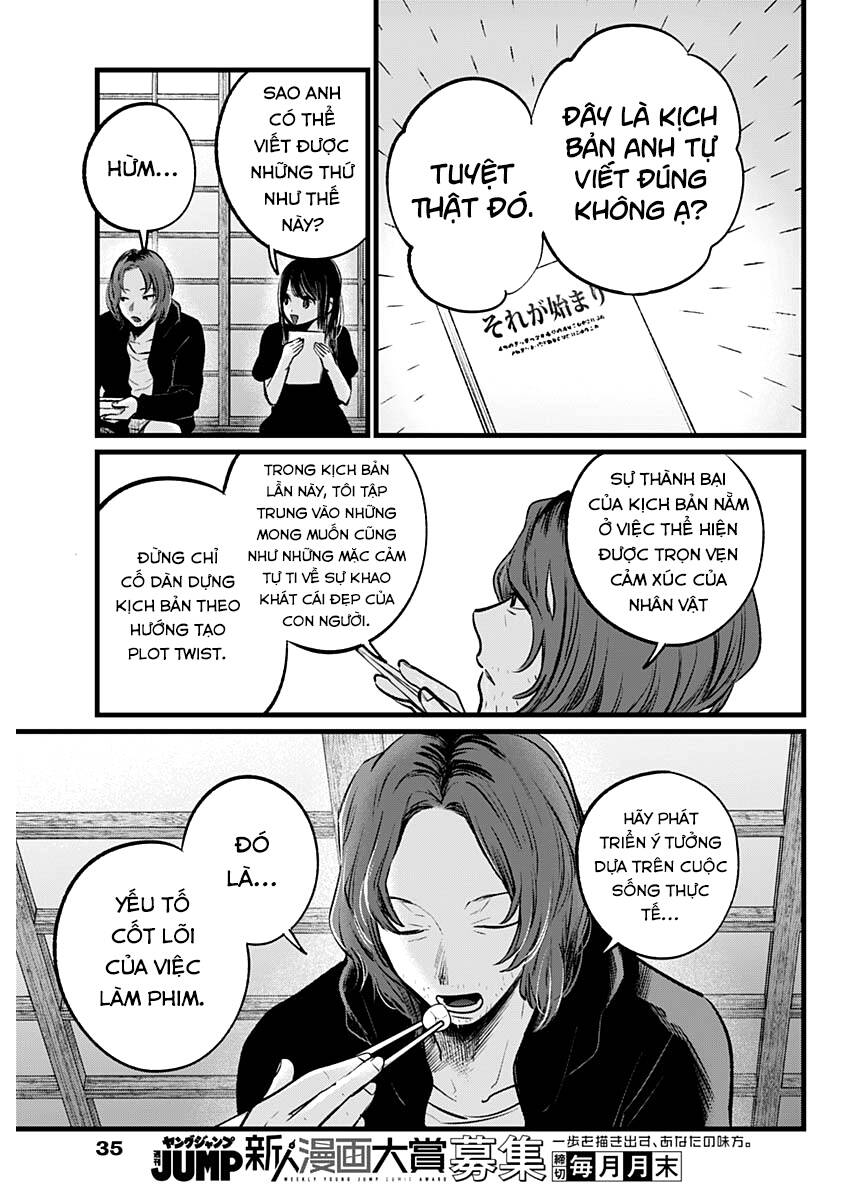 ĐÂY LÀ KỊCH
BẢN ANH TỰ
VIẾT ĐÚNG
KHÔNG Ạ?
TUYỆT
THẬT ĐÓ.
それが始まり
SAO ANH
CÓ THỂ
VIẾT ĐƯỢC
NHỮNG THỨ
NHƯ THẾ
NÀY?
HỪM...
SỰ THÀNH BẠI
CỦA KỊCH BẢN NẰM
Ở VIỆC THỂ HIỆN
ĐƯỢC TRỌN VẸN
CẢM XÚC CỦA
NHÂN VẬT
TRONG KỊCH BẢN
LẦN NÀY, TÔI TẬP
TRUNG VÀO NHỮNG
MONG MUỐN CŨNG
NHƯ NHỮNG MẶC CẢM
TỰ TI VỀ SỰ KHAO
KHÁT CÁI ĐẸP CỦA
CON NGƯỜI.
ĐỪNG CHỈ
CỐ DÀN DỰNG
KỊCH BẢN THEO
HƯỚNG TẠO
PLOT TWIST.
HÃY PHÁT
TRIỂN Ý TƯỞNG
DỰA TRÊN CUỘC
SỐNG THỰC
TẾ...
ĐÓ
LÀ...
YẾU TỐ
CỐT LÕI
CỦA VIỆC
LÀM PHIM.
35
週刊ヤングジャンプ
JUMP新人漫画大賞募集
WEEKLY YOUNG JUMP COMIC AWARD
一歩を描き出す、あなたの味方。
締切毎月月末